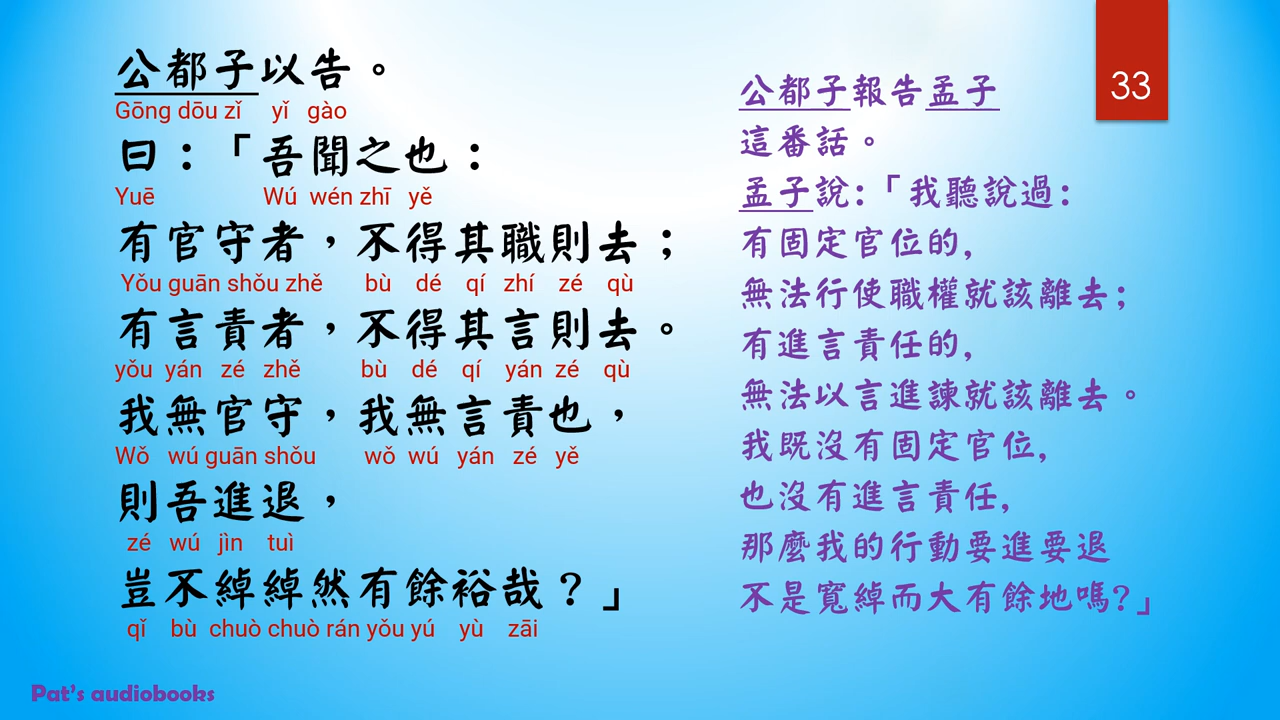 公都子以告。
Gōng dōu zǐ yǐ gào
曰：「吾聞之也：
Yuē Wú wén zhī yě
有官守者，不得其職則去；
Yǒu guān shǒu zhě bù dé qí zhí zé qù
有言責者，不得其言則去。
yǒu yán zé zhě bù dé qí yán zé qù
我無官守，我無言責也，
Wǒ wú guān shǒu wǒ wú yán zé yě
則吾進退，
zé wú jìn tuì
豈不綽綽然有餘裕哉？」
qǐ bù chuò chuò rán yǒu yú yù zāi
公都子報告孟子
這番話。
孟子說:「我聽說過:
有固定官位的,
無法行使職權就該離去;
有進言責任的,
無法以言進諫就該離去。
我既沒有固定官位,
也沒有進言責任,
那麼我的行動要進要退
不是寬綽而大有餘地嗎?」
33
Pat's audiobooks